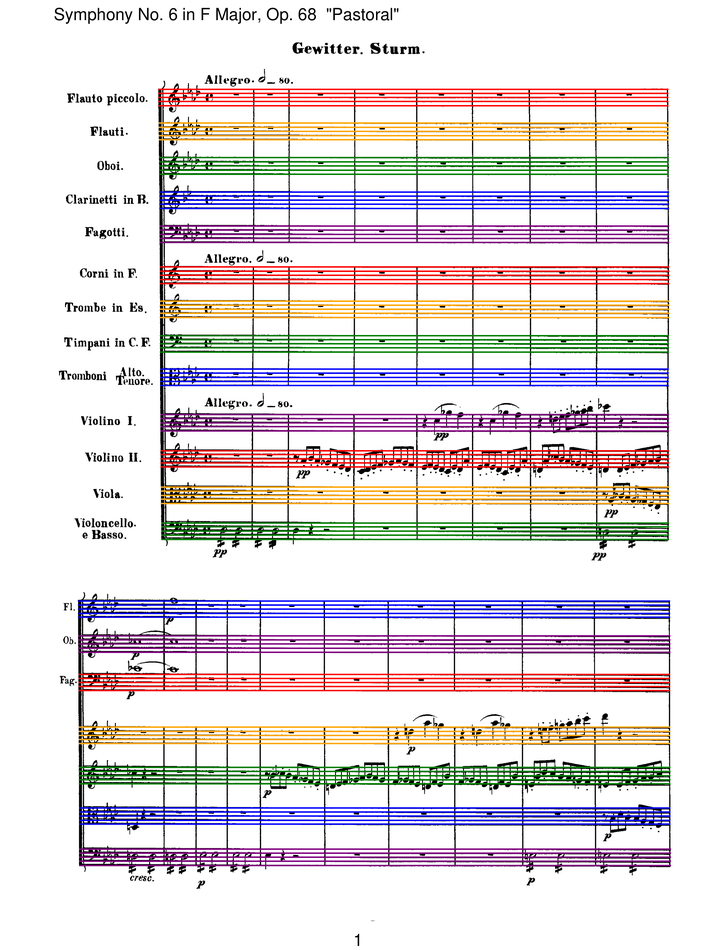 Symphony No. 6 in F Major, Op. 68 "Pastoral"
Gewitter. Sturm.
Allegro. 𝅗𝅥 = 80.
Flauto piccolo.
Flauti.
Oboi.
Clarinetti in B.
Fagotti.
Allegro. 𝅗𝅥 = 80.
Corni in F.
Trombe in Es.
Timpani in C.F.
Tromboni Alto. Tenore.
Allegro. 𝅗𝅥 = 80.
Violino I.
pp
Violino II.
pp
Viola.
pp
Violoncello.
e Basso.
pp pp
Fl.
p
Ob.
p
Fag.
p
p
p
p
cresc. p p
1